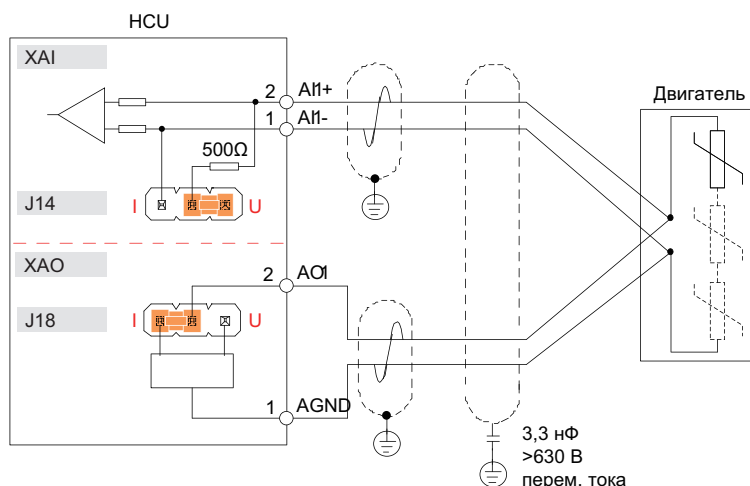 HCU
XAI
2 AI1+
1 AI1-
500Ω
J14
I
U
XAO
2 AO1
J18
I
U
1 AGND
Двигатель
3,3 нФ
>630 В
перем. тока